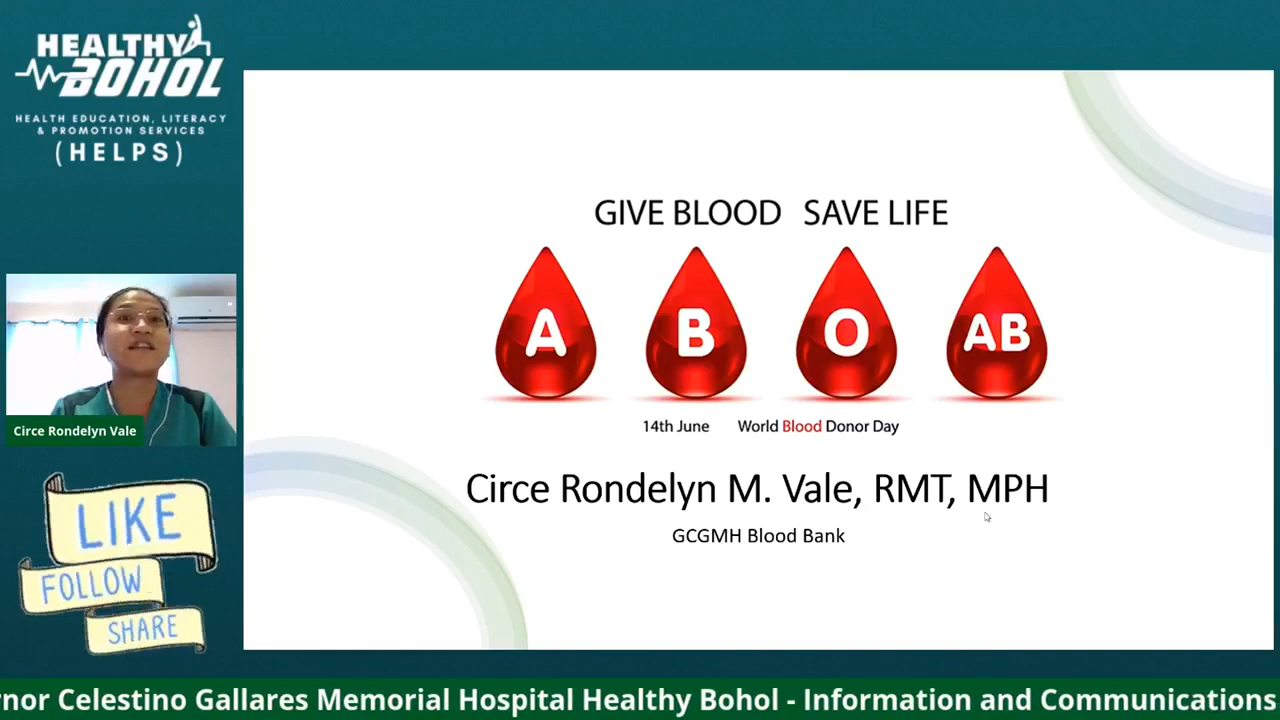 HEALTHY
BOHOL
HEALTH EDUCATION, LITERACY
& PROMOTION SERVICES
(HELPS)
GIVE BLOOD SAVE LIFE
A B O AB
14th June World Blood Donor Day
Circe Rondelyn M. Vale, RMT, MPH
GCGMH Blood Bank
Circe Rondelyn Vale
LIKE
FOLLOW
SHARE
rnor Celestino Gallares Memorial Hospital Healthy Bohol - Information and Communications